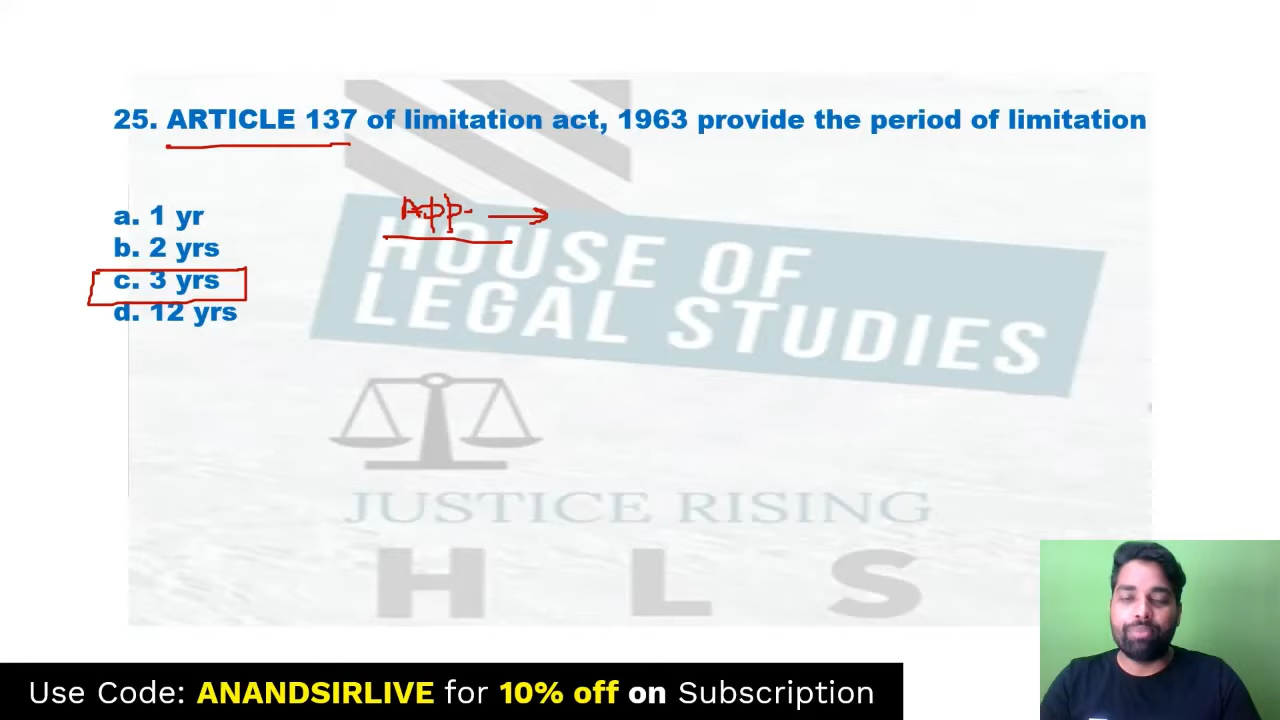 25. ARTICLE 137 of limitation act, 1963 provide the period of limitation
a. 1 yr
b. 2 yrs
c. 3 yrs
d. 12 yrs
App.
HOUSE OF
LEGAL STUDIES
JUSTICE RISING
H L S
Use Code: ANANDSIRLIVE for 10% off on Subscription